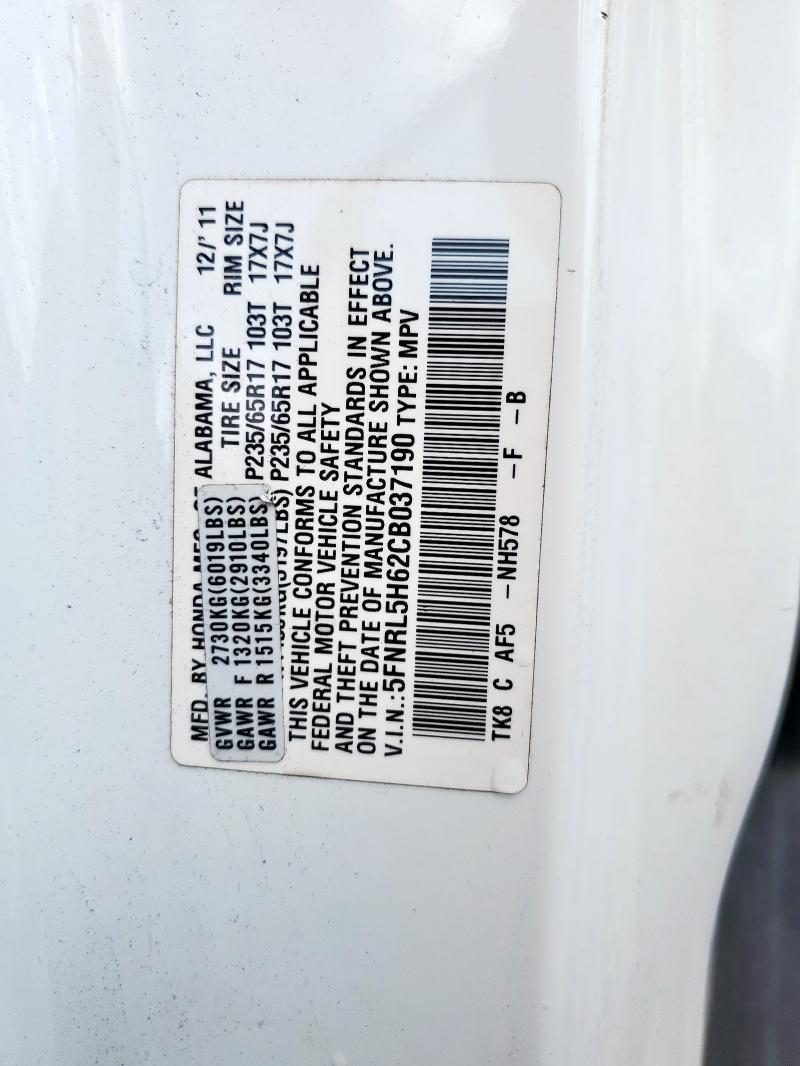 MFD. BY HONDA MFG. OF ALABAMA, LLC 12/' 11
TIRE SIZE RIM SIZE
GVWR 2730KG(6019LBS)
GAWR F 1320KG(2910LBS) P235/65R17 103T 17X7J
GAWR R 1515KG(3340LBS) P235/65R17 103T 17X7J
THIS VEHICLE CONFORMS TO ALL APPLICABLE
FEDERAL MOTOR VEHICLE SAFETY
AND THEFT PREVENTION STANDARDS IN EFFECT
ON THE DATE OF MANUFACTURE SHOWN ABOVE.
V.I.N.:5FNRL5H62CB037190 TYPE: MPV
TK8 C AF5 -NH578 -F -B